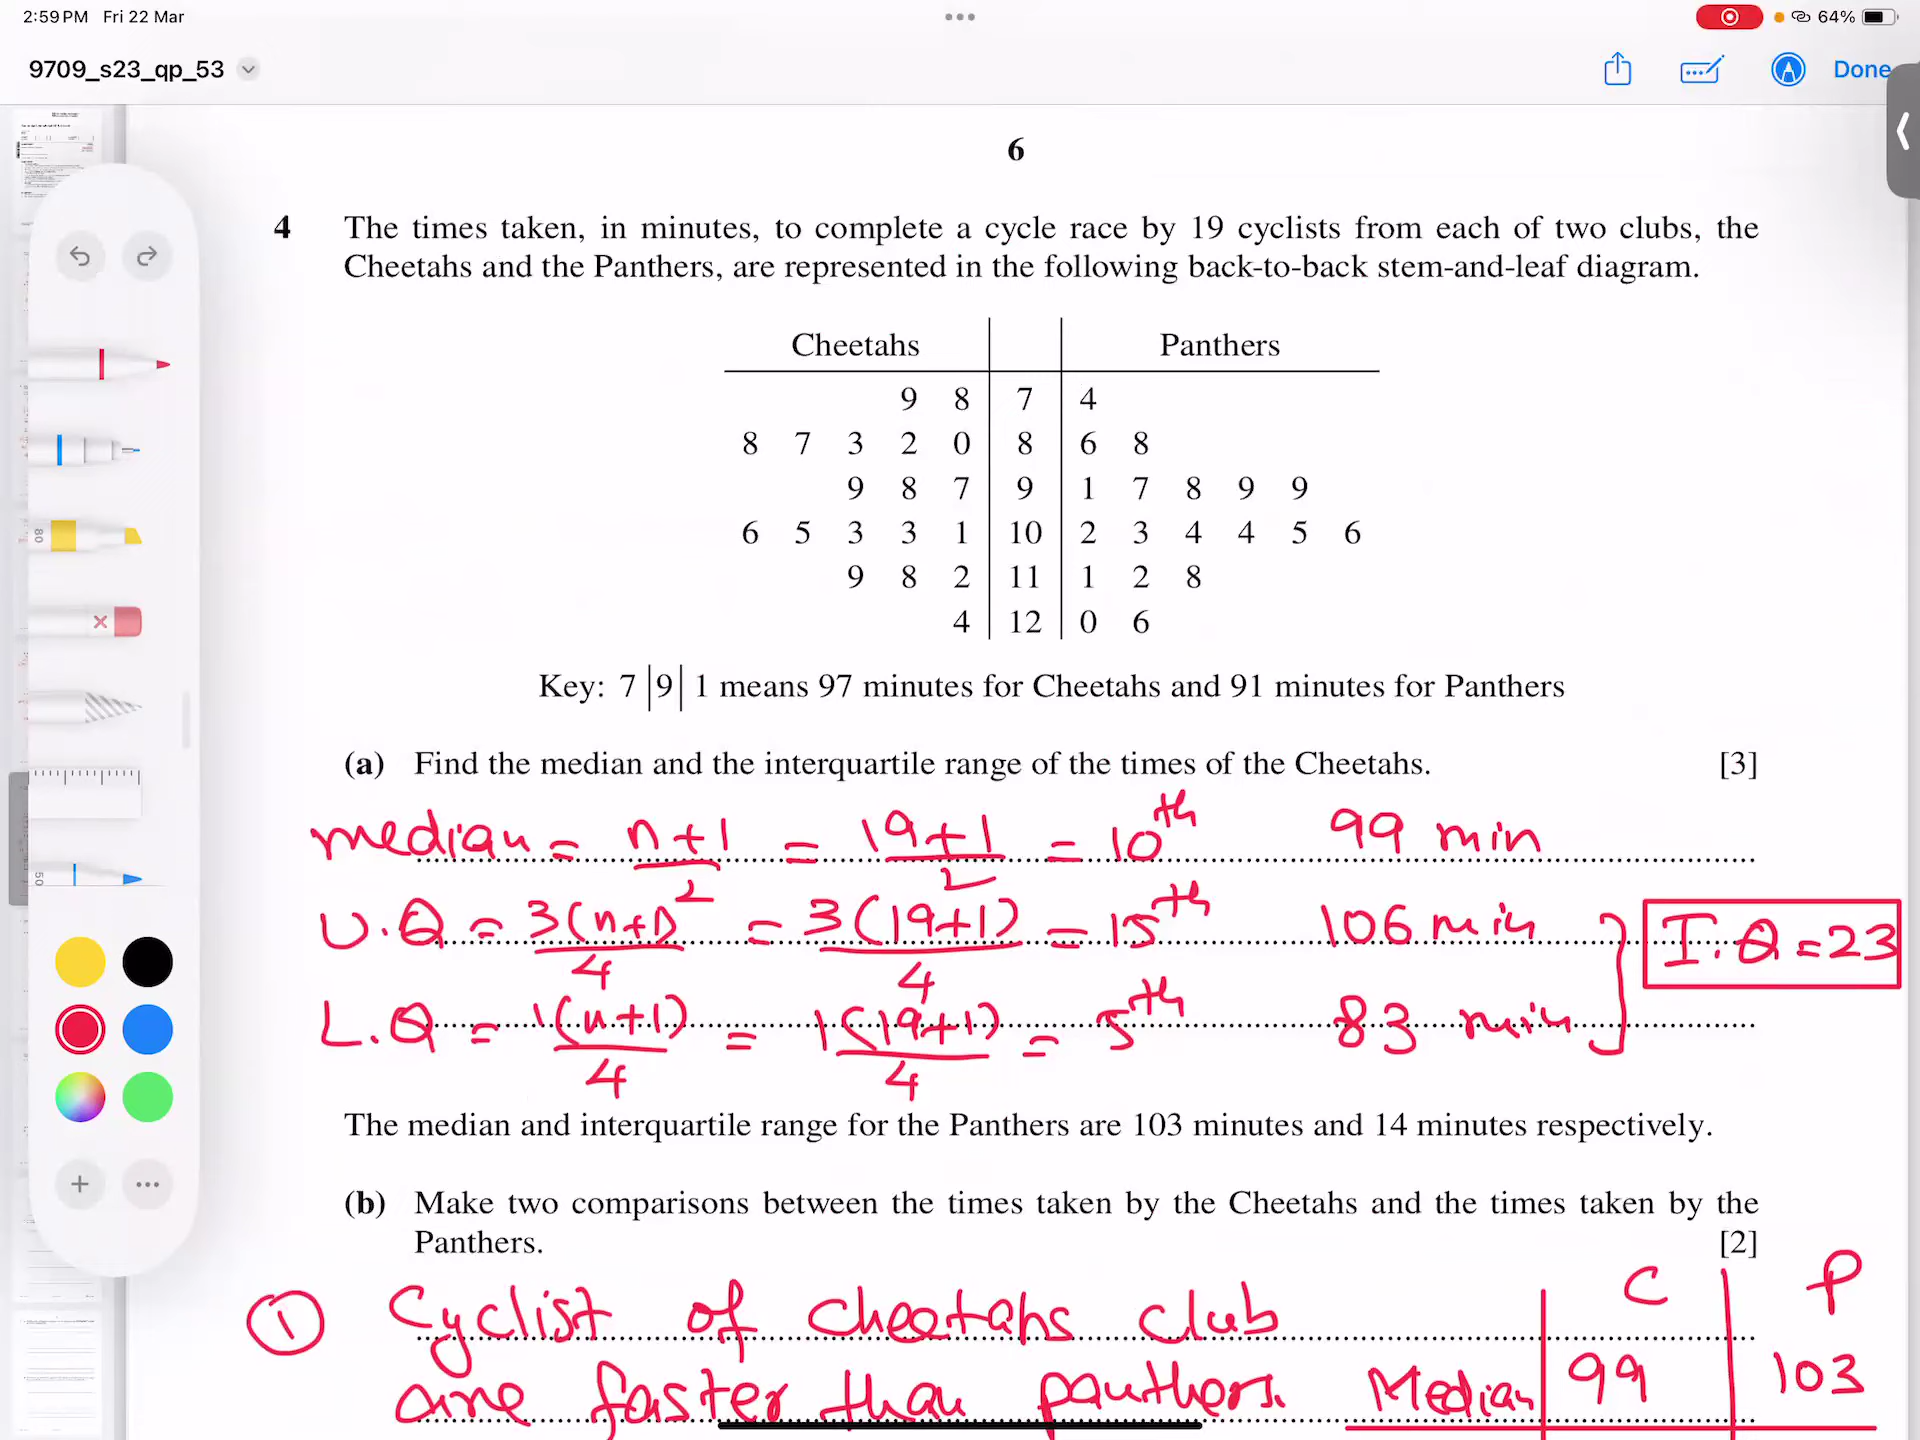 2:59 PM Fri 22 Mar
64%
9709_s23_qp_53
Done
6
4 The times taken, in minutes, to complete a cycle race by 19 cyclists from each of two clubs, the
Cheetahs and the Panthers, are represented in the following back-to-back stem-and-leaf diagram.
Cheetahs Panthers
9 8 7 4
8 7 3 2 0 8 6 8
9 8 7 9 1 7 8 9 9
6 5 3 3 1 10 2 3 4 4 5 6
9 8 2 11 1 2 8
4 12 0 6
Key: 7 |9| 1 means 97 minutes for Cheetahs and 91 minutes for Panthers
(a) Find the median and the interquartile range of the times of the Cheetahs. [3]
median = n+1/2 = 19+1/2 = 10th 99 min
U.Q = 3(n+1)/4 = 3(19+1)/4 = 15th 106 min
I.Q = 23
L.Q = 1(n+1)/4 = 1(19+1)/4 = 5th 83 min
The median and interquartile range for the Panthers are 103 minutes and 14 minutes respectively.
(b) Make two comparisons between the times taken by the Cheetahs and the times taken by the
Panthers. [2]
C P
① Cyclist of cheetahs club
are faster than panthers. Median 99 103
80
50